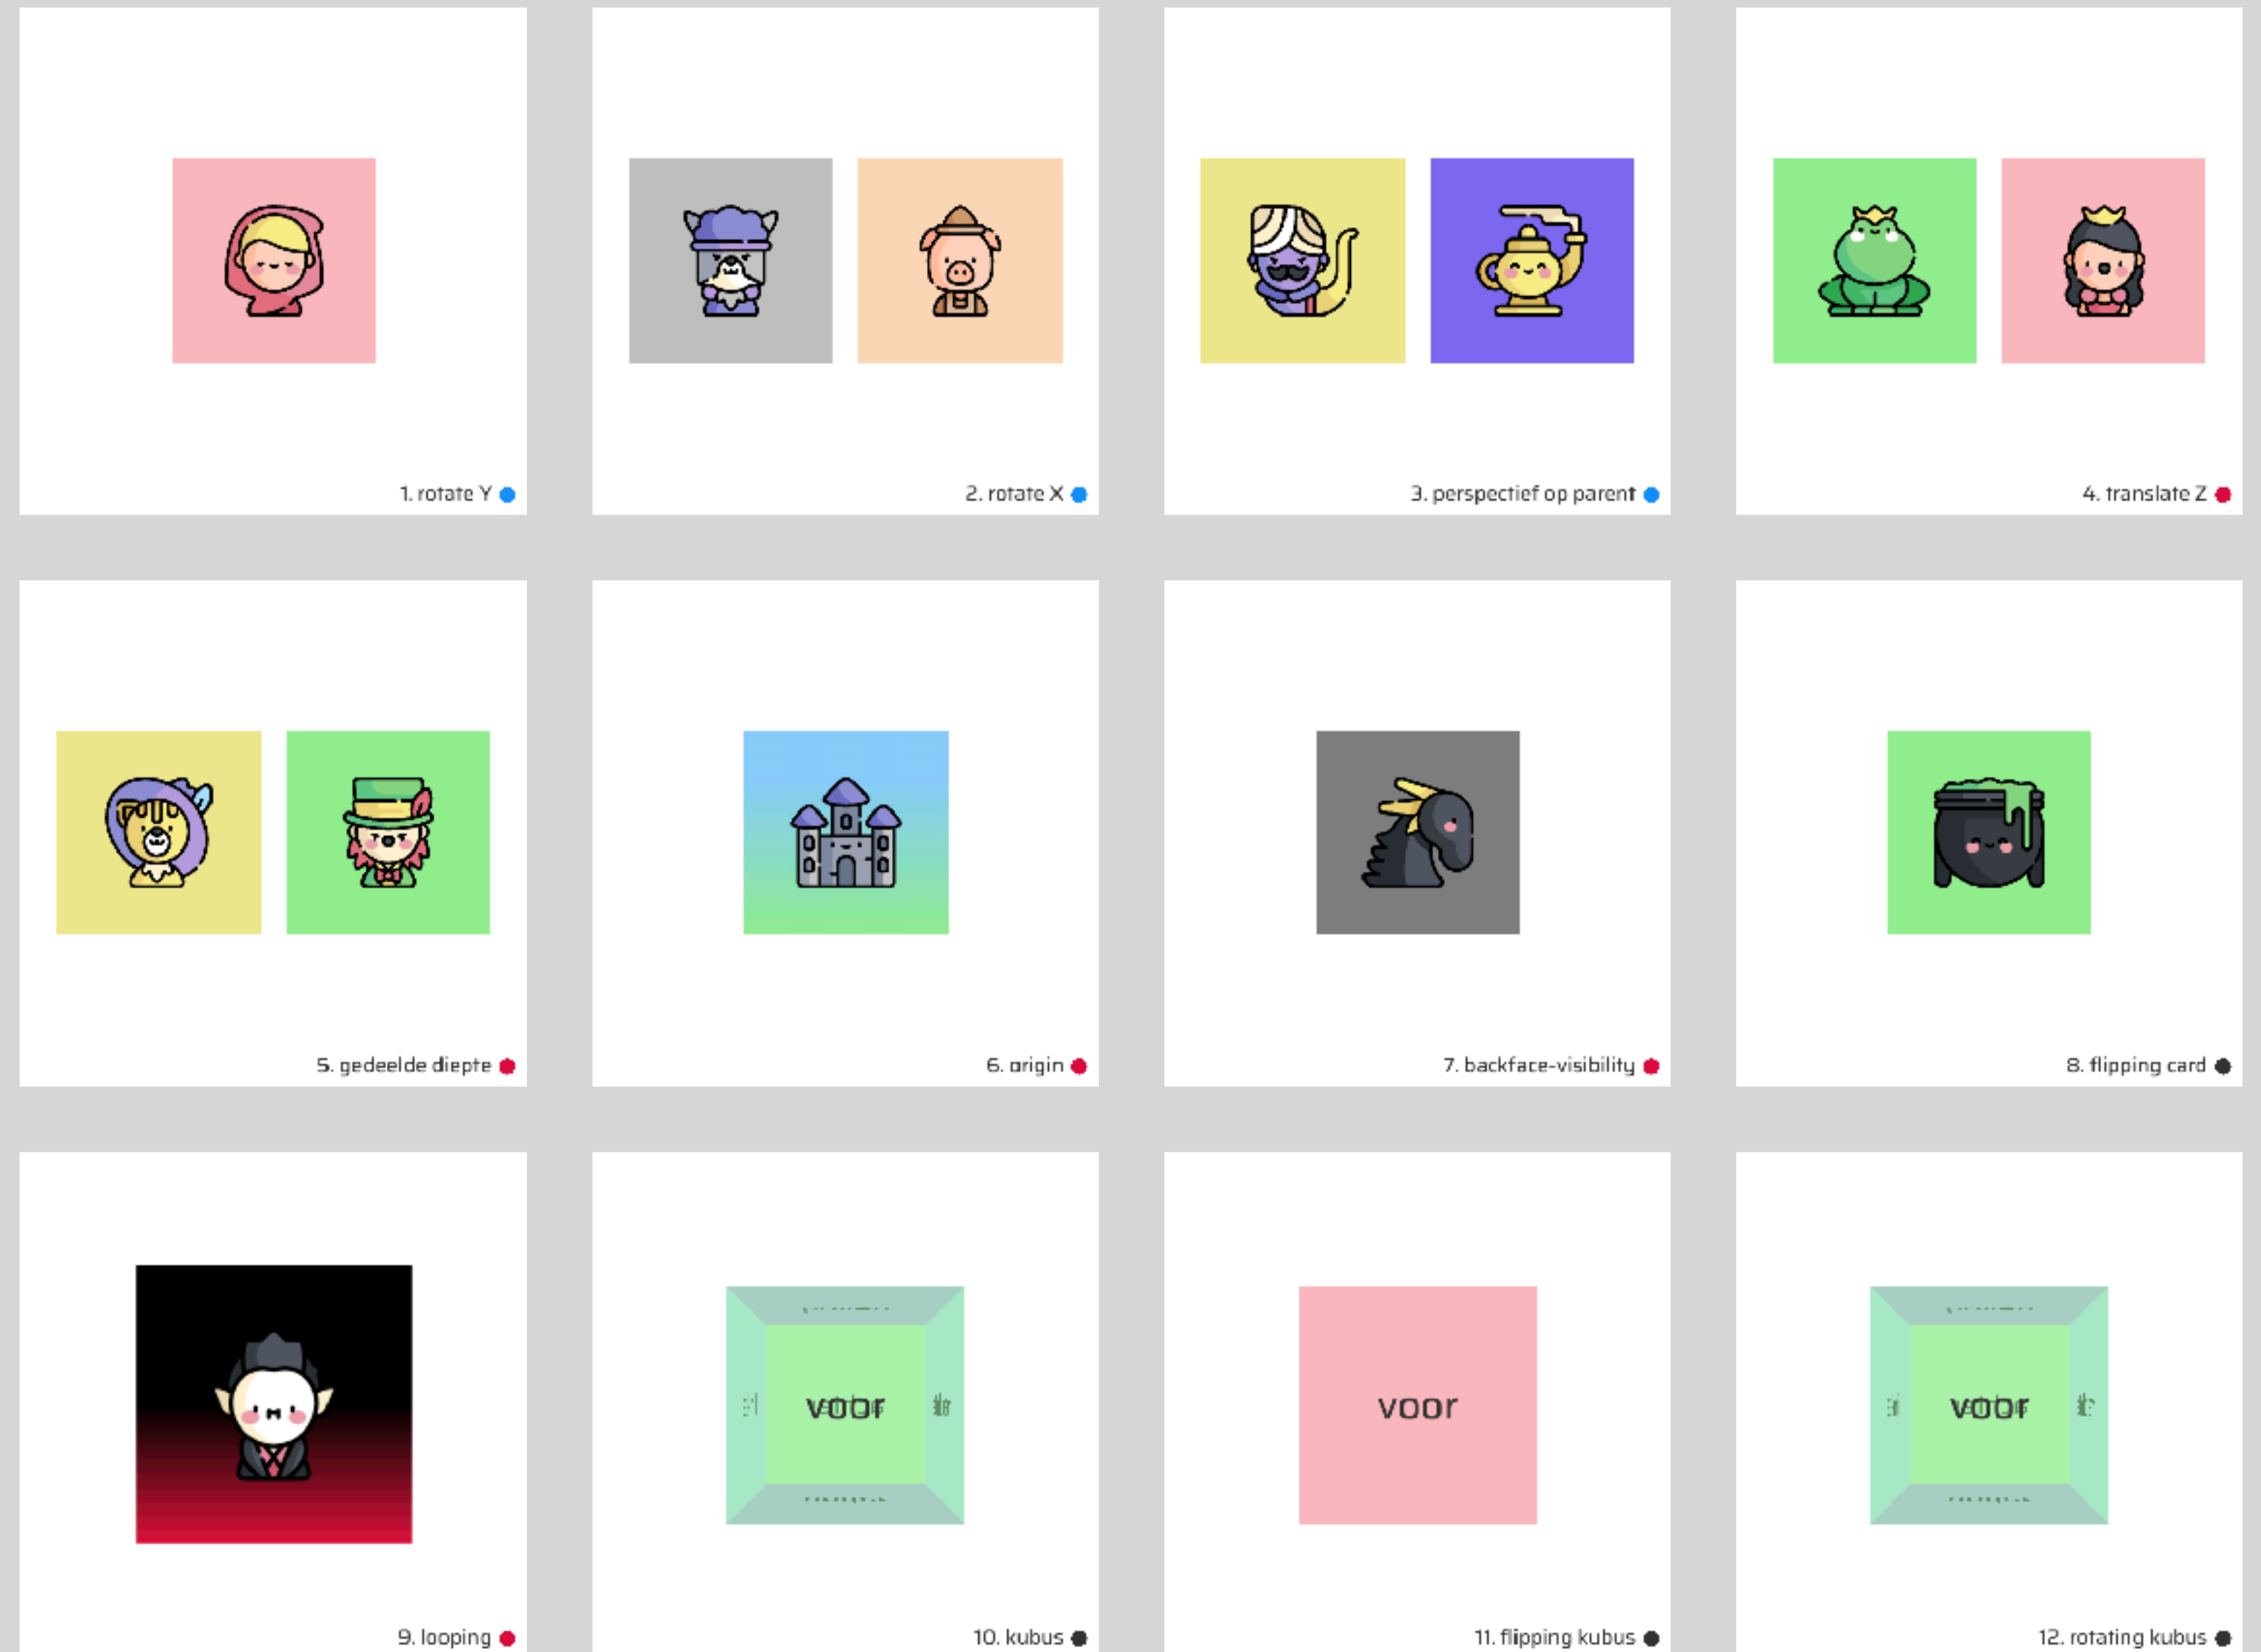 1. rotate Y
2. rotate X
3. perspectief op parent
4. translate Z
5. gedeelde diepte
6. origin
7. backface-visibility
8. flipping card
voor
voor
voor
9. looping
10. kubus
11. flipping kubus
12. rotating kubus